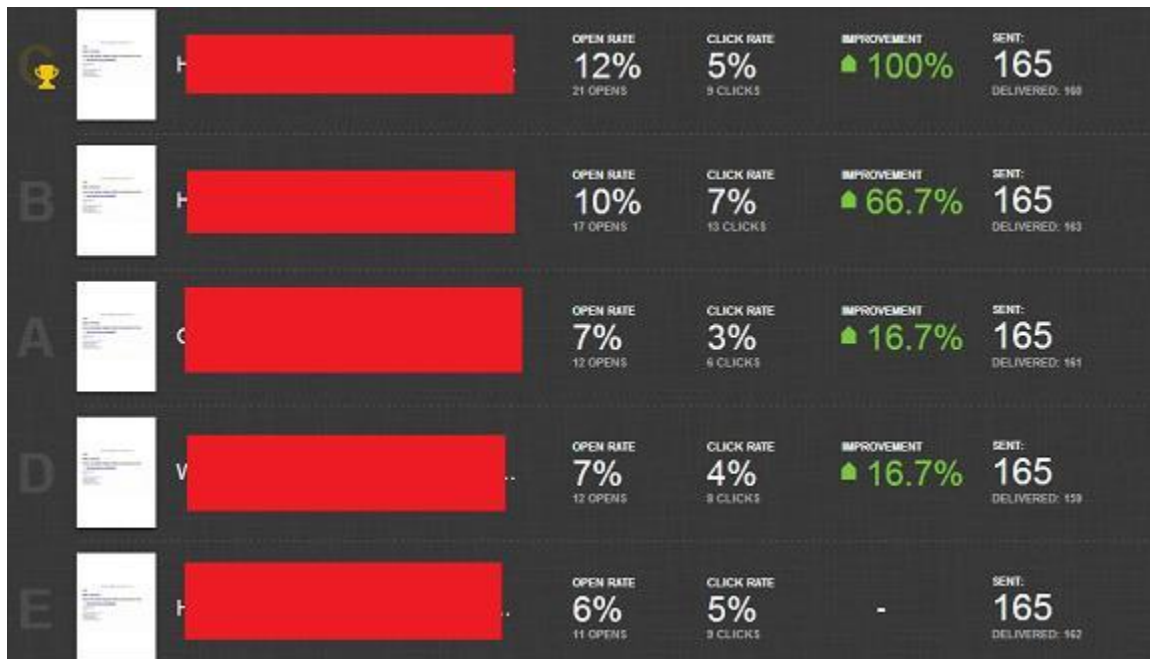 C
H
OPEN RATE CLICK RATE IMPROVEMENT SENT:
12% 5% 100% 165
21 OPENS 9 CLICKS DELIVERED: 160
B
H
OPEN RATE CLICK RATE IMPROVEMENT SENT:
10% 7% 66.7% 165
17 OPENS 13 CLICKS DELIVERED: 163
A
OPEN RATE CLICK RATE IMPROVEMENT SENT:
7% 3% 16.7% 165
12 OPENS 6 CLICKS DELIVERED: 161
D
W
...
OPEN RATE CLICK RATE IMPROVEMENT SENT:
7% 4% 16.7% 165
12 OPENS 8 CLICKS DELIVERED: 159
E
H
OPEN RATE CLICK RATE SENT:
6% 5% - 165
11 OPENS 9 CLICKS DELIVERED: 162